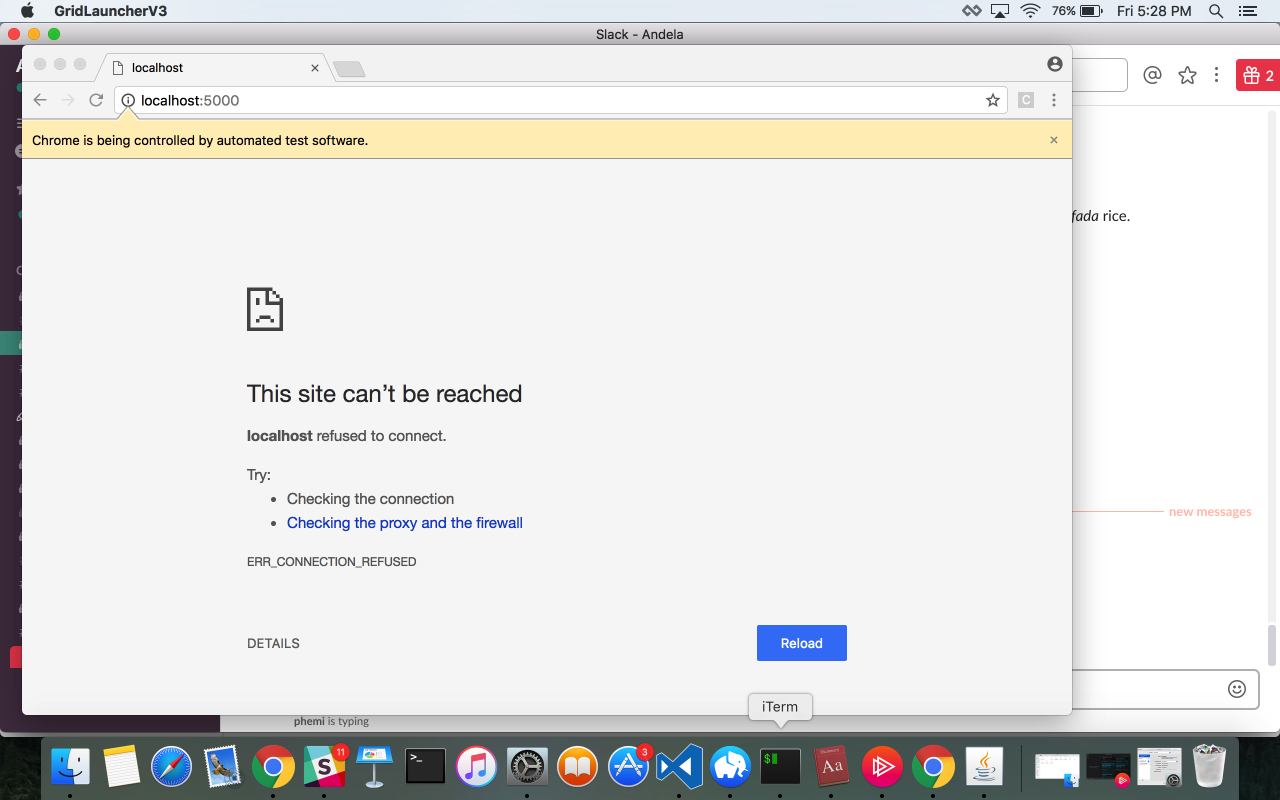 GridLauncherV3
76%
Fri 5:28 PM
Slack - Andela
localhost
localhost:5000
C
2
Chrome is being controlled by automated test software.
fada rice.
This site can’t be reached
localhost refused to connect.
Try:
• Checking the connection
• Checking the proxy and the firewall
new messages
ERR_CONNECTION_REFUSED
DETAILS
Reload
iTerm
phemi is typing
11
3
>_
S
$
Aa